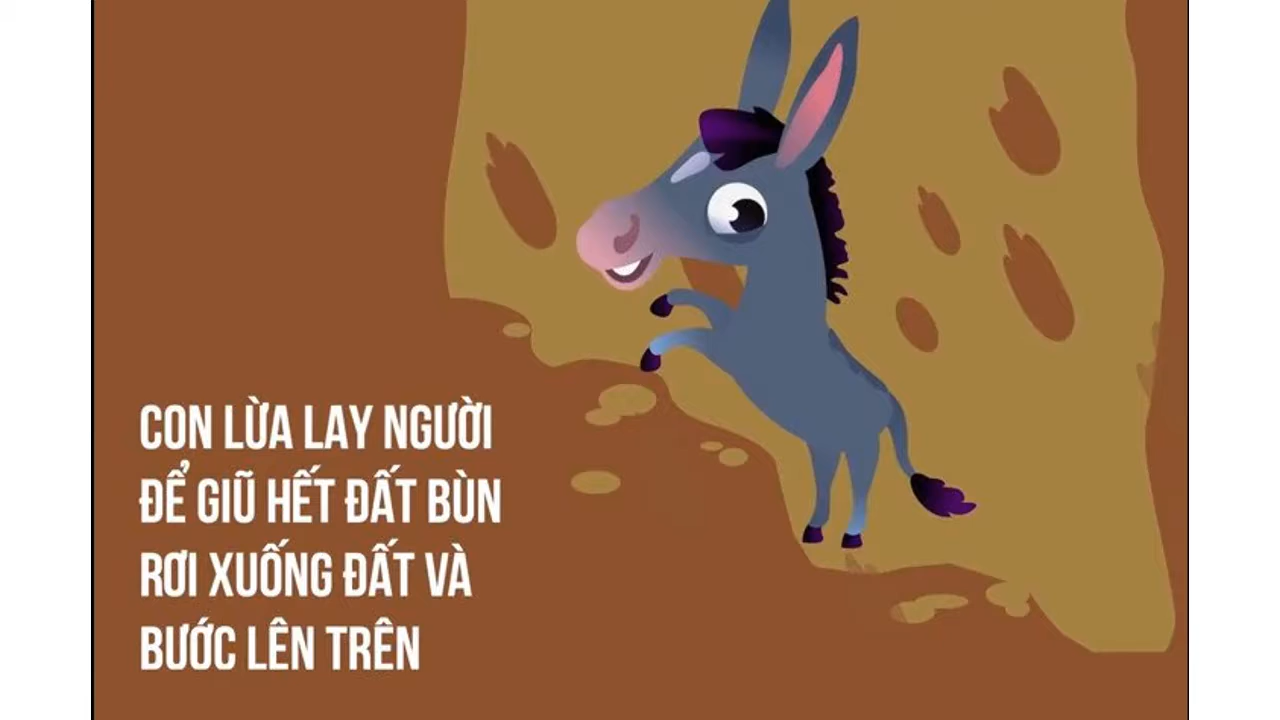 CON LỪA LAY NGƯỜI
ĐỂ GIŨ HẾT ĐẤT BÙN
RƠI XUỐNG ĐẤT VÀ
BƯỚC LÊN TRÊN